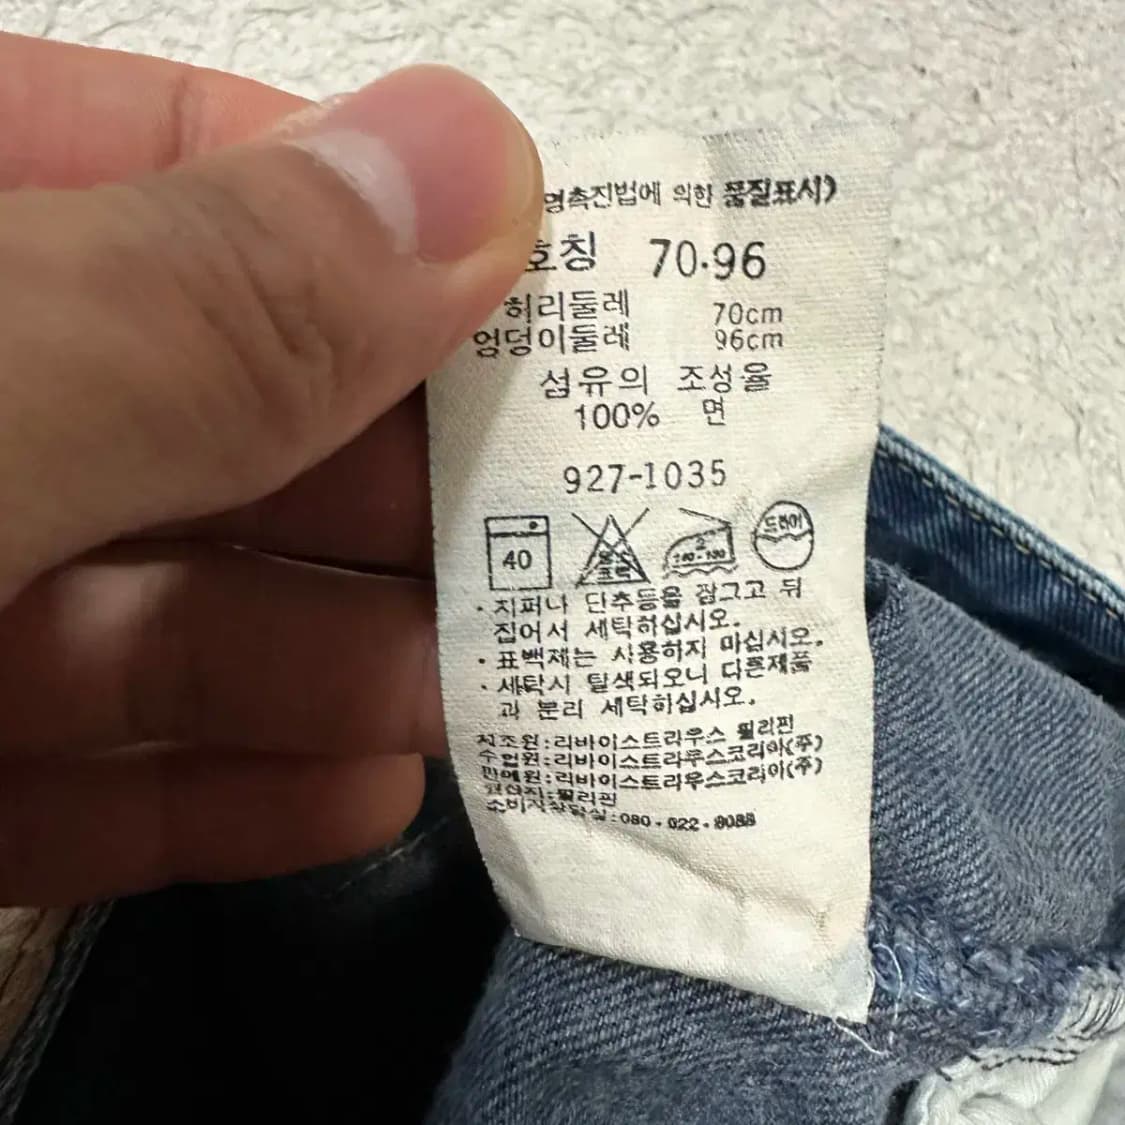 영촉진법에 의한 품질표시)
호칭 70·96
허리둘레 70cm
엉덩이둘레 96cm
섬유의 조성율
100% 면
927-1035
40 드라이
· 지퍼나 단추등을 잠그고 뒤
집어서 세탁하십시오.
· 표백제는 사용하지 마십시오.
· 세탁시 탈색되오니 다른제품
과 분리 세탁하십시오.
제조원:리바이스트라우스 필리핀
수입원:리바이스트라우스코리아(주)
판매원:리바이스트라우스코리아(주)
원산지:필리핀
소비자상담실:080-022-8088